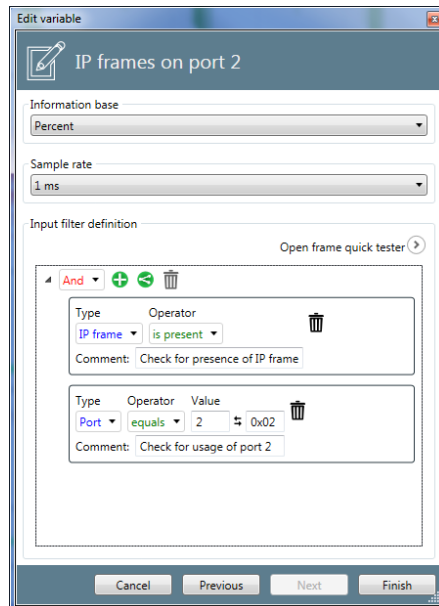 Edit variable
IP frames on port 2
Information base
Percent
Sample rate
1 ms
Input filter definition
Open frame quick tester
And
Type Operator
IP frame is present
Comment: Check for presence of IP frame
Type Operator Value
Port equals 2 0x02
Comment: Check for usage of port 2
Cancel Previous Next Finish